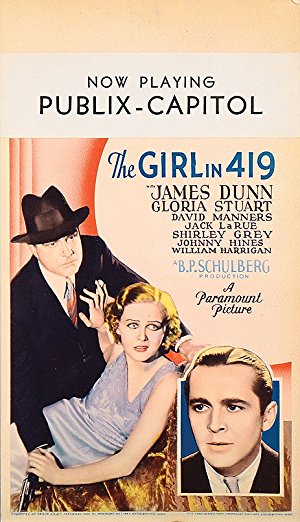 NOW PLAYING
PUBLIX-CAPITOL
The GIRL IN 419
with JAMES DUNN
GLORIA STUART
DAVID MANNERS
JACK LaRUE
SHIRLEY GREY
JOHNNY HINES
WILLIAM HARRIGAN
A B.P. SCHULBERG
PRODUCTION
A
Paramount
Picture